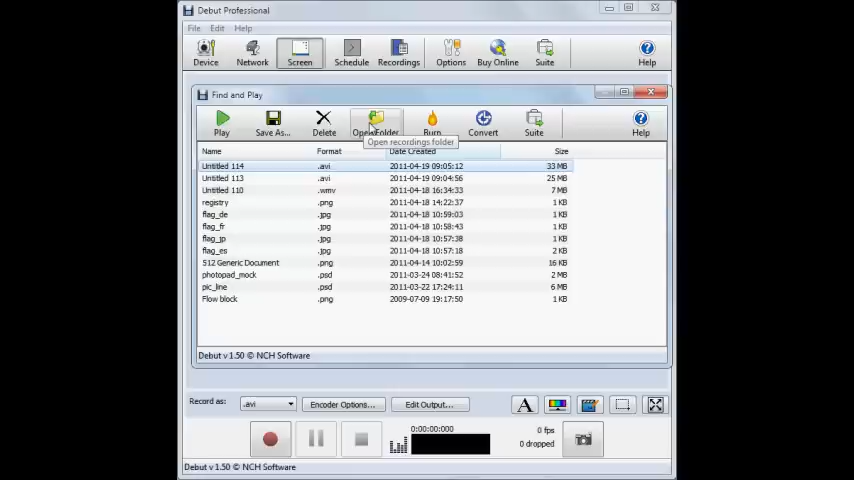 Debut Professional
File Edit Help
Device Network Screen Schedule Recordings Options Buy Online Suite Help
Find and Play
Play Save As... Delete Open Folder Burn Convert Suite Help
Open recordings folder
Name Format Date Created Size
Untitled 114 .avi 2011-04-19 09:05:12 33 MB
Untitled 113 .avi 2011-04-19 09:04:56 25 MB
Untitled 110 .wmv 2011-04-18 16:34:33 7 MB
registry .png 2011-04-18 14:22:37 1 KB
flag_de .jpg 2011-04-18 10:59:03 1 KB
flag_fr .jpg 2011-04-18 10:58:43 1 KB
flag_jp .jpg 2011-04-18 10:57:38 1 KB
flag_es .jpg 2011-04-18 10:57:18 2 KB
512 Generic Document .png 2011-04-14 10:02:59 16 KB
photopad_mock .psd 2011-03-24 08:41:52 2 MB
pic_line .psd 2011-03-22 17:24:11 6 MB
Flow block .png 2009-07-09 19:17:50 1 KB
Debut v 1.50 © NCH Software
Record as: .avi Encoder Options... Edit Output... A
0:00:00:000 0 fps
0 dropped
Debut v 1.50 © NCH Software